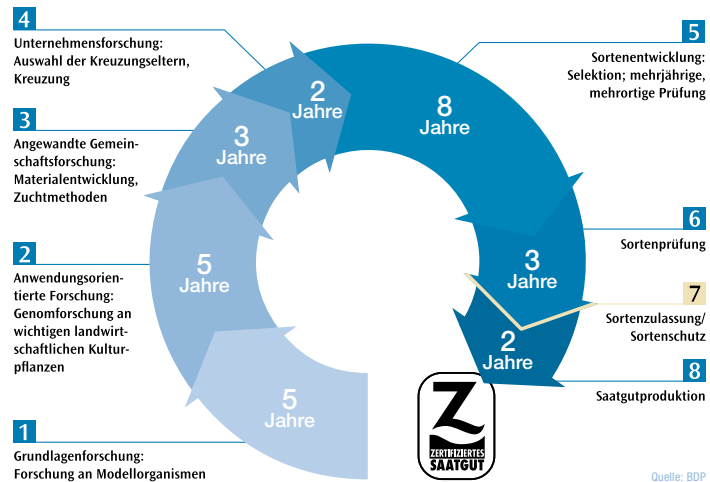 4
Unternehmensforschung:
Auswahl der Kreuzungseltern,
Kreuzung
3
Angewandte Gemein-
schaftsforschung:
Materialentwicklung,
Zuchtmethoden
2
Anwendungsorien-
tierte Forschung:
Genomforschung an
wichtigen landwirt-
schaftlichen Kultur-
pflanzen
1
Grundlagenforschung:
Forschung an Modellorganismen
5
Jahre
5
Jahre
3
Jahre
2
Jahre
8
Jahre
3
Jahre
2
Jahre
5
Sortenentwicklung:
Selektion; mehrjährige,
mehrortige Prüfung
6
Sortenprüfung
7
Sortenzulassung/
Sortenschutz
8
Saatgutproduktion
Z
ZERTIFIZIERTES
SAATGUT
Quelle: BDP